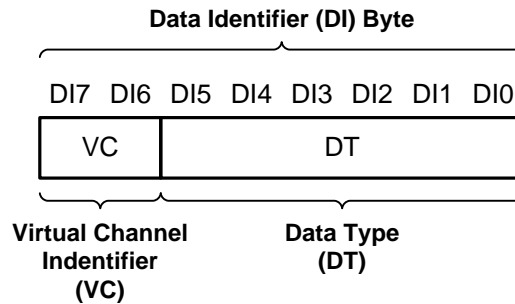 Data Identifier (DI) Byte
DI7 DI6 DI5 DI4 DI3 DI2 DI1 DI0
VC DT
Virtual Channel Data Type
Indentifier (DT)
(VC)